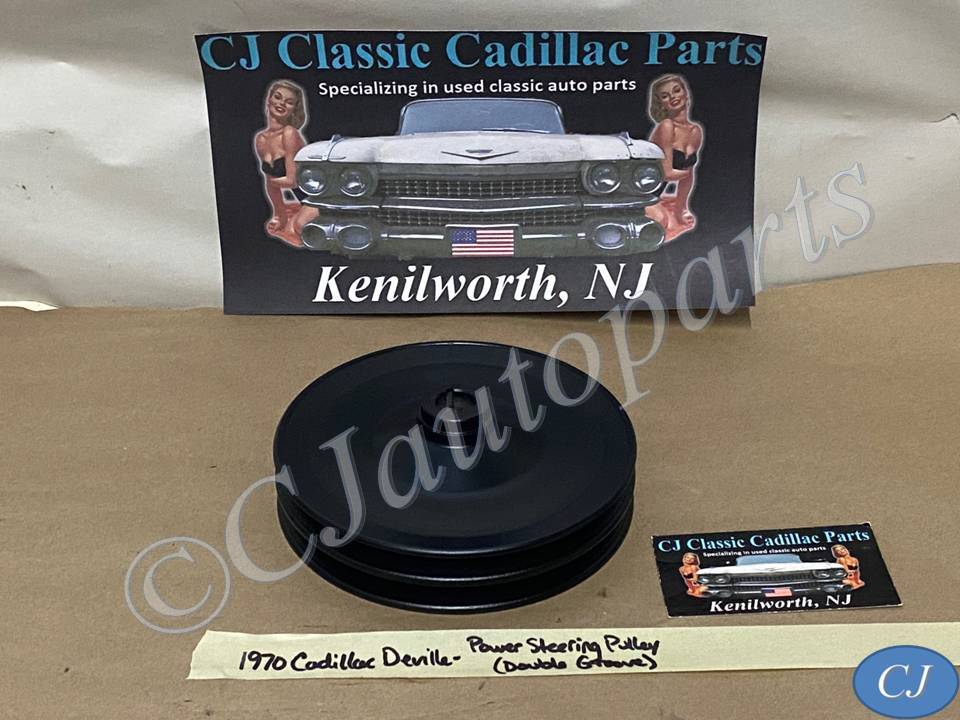 CJ Classic Cadillac Parts
Specializing in used classic auto parts
Kenilworth, NJ
©CJautoparts
CJ Classic Cadillac Parts
Specializing in used classic auto parts
Kenilworth, NJ
1970 Cadillac Deville- Power Steering Pulley
(Double Groove)
CJ